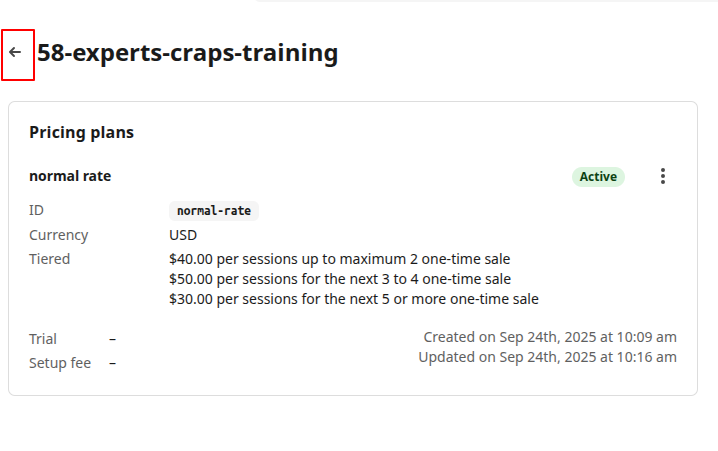 58-experts-craps-training
Pricing plans
normal rate
Active
ID
normal-rate
Currency
USD
Tiered
$40.00 per sessions up to maximum 2 one-time sale
$50.00 per sessions for the next 3 to 4 one-time sale
$30.00 per sessions for the next 5 or more one-time sale
Trial –
Setup fee –
Created on Sep 24th, 2025 at 10:09 am
Updated on Sep 24th, 2025 at 10:16 am